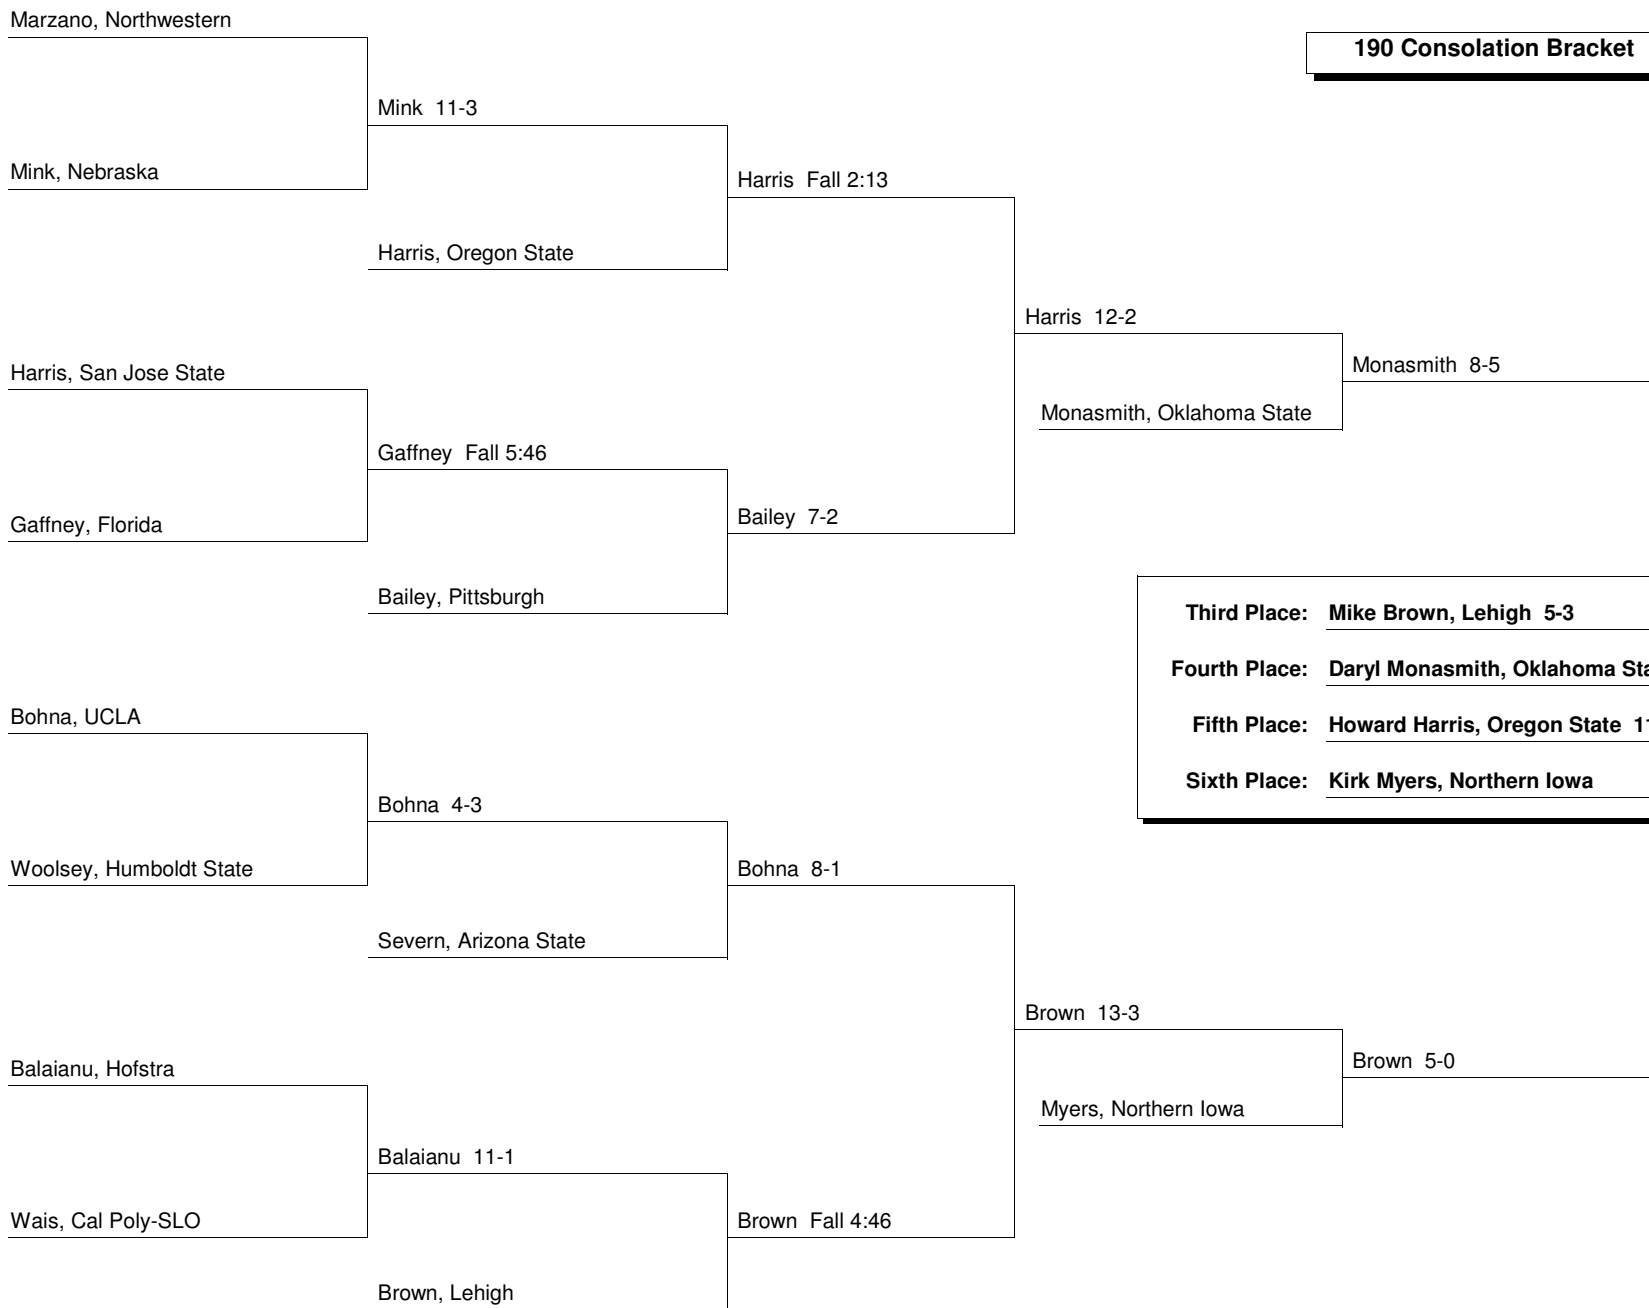 Marzano, Northwestern
190 Consolation Bracket
Mink  11-3
Mink, Nebraska
Harris  Fall 2:13
Harris, Oregon State
Harris  12-2
Harris, San Jose State
Monasmith  8-5
Monasmith, Oklahoma State
Gaffney  Fall 5:46
Gaffney, Florida
Bailey  7-2
Bailey, Pittsburgh
Third Place: Mike Brown, Lehigh  5-3
Fourth Place: Daryl Monasmith, Oklahoma
Fifth Place: Howard Harris, Oregon State
Sixth Place: Kirk Myers, Northern Iowa
Bohna, UCLA
Bohna  4-3
Woolsey, Humboldt State
Bohna  8-1
Severn, Arizona State
Brown  13-3
Balaianu, Hofstra
Brown  5-0
Myers, Northern Iowa
Balaianu  11-1
Wais, Cal Poly-SLO
Brown  Fall 4:46
Brown, Lehigh